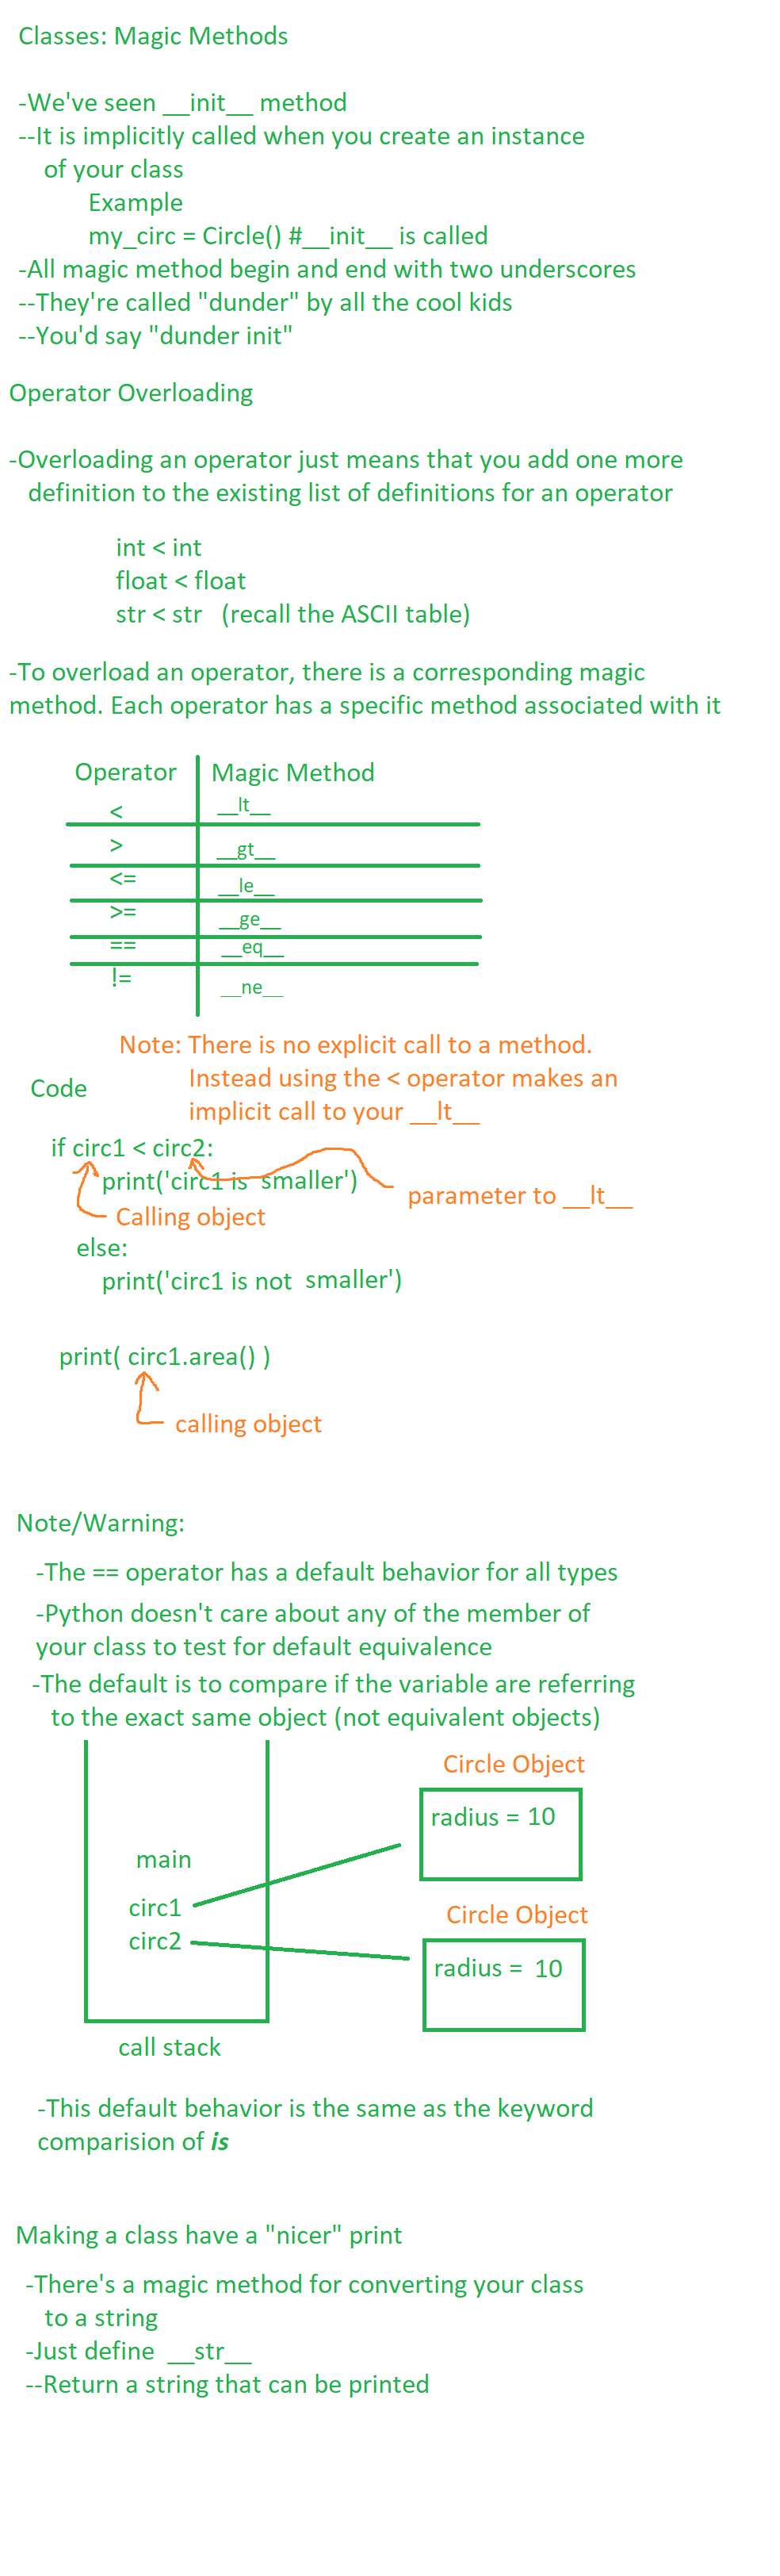 Classes: Magic Methods
-We've seen __init__ method
--It is implicitly called when you create an instance
of your class
Example
my_circ = Circle() #__init__ is called
-All magic method begin and end with two underscores
--They're called "dunder" by all the cool kids
--You'd say "dunder init"
Operator Overloading
-Overloading an operator just means that you add one more
definition to the existing list of definitions for an operator
int < int
float < float
str < str (recall the ASCII table)
-To overload an operator, there is a corresponding magic
method. Each operator has a specific method associated with it
Operator Magic Method
< __lt__
> __gt__
<= __le__
>= __ge__
== __eq__
!= __ne__
Note: There is no explicit call to a method.
Instead using the < operator makes an
implicit call to your __lt__
Code
if circ1 < circ2:
print('circ1 is smaller')
parameter to __lt__
Calling object
else:
print('circ1 is not smaller')
print( circ1.area() )
calling object
Note/Warning:
-The == operator has a default behavior for all types
-Python doesn't care about any of the member of
your class to test for default equivalence
-The default is to compare if the variable are referring
to the exact same object (not equivalent objects)
Circle Object
radius = 10
main
circ1
circ2
Circle Object
radius = 10
call stack
-This default behavior is the same as the keyword
comparision of is
Making a class have a "nicer" print
-There's a magic method for converting your class
to a string
-Just define __str__
--Return a string that can be printed